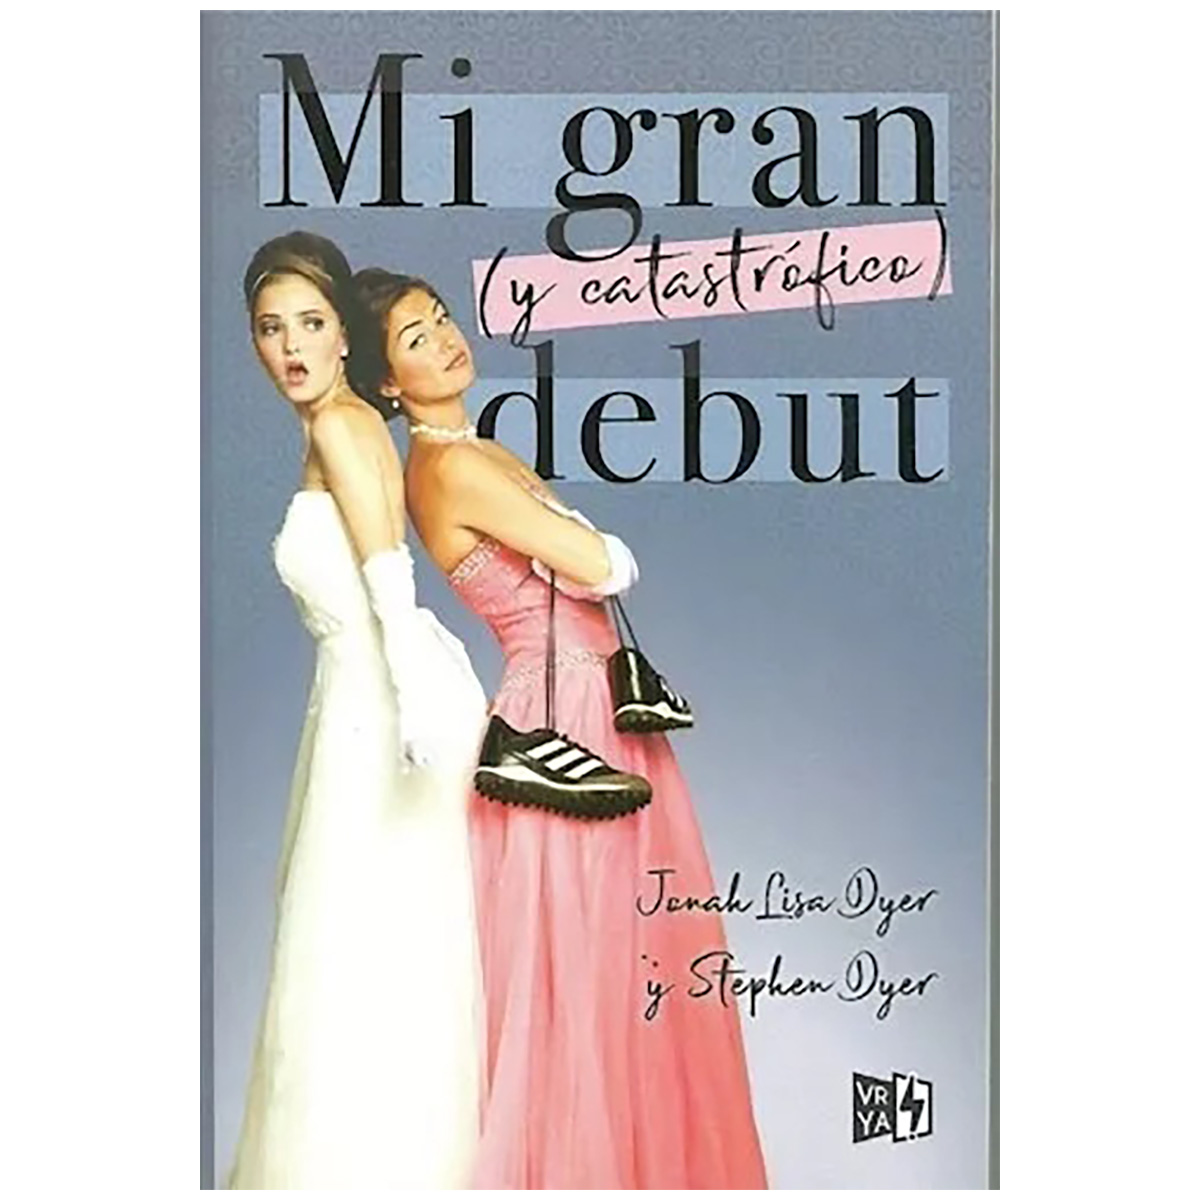 Mi gran
(y catastrófico)
debut
Jonah Lisa Dyer
y Stephen Dyer
VR
YA